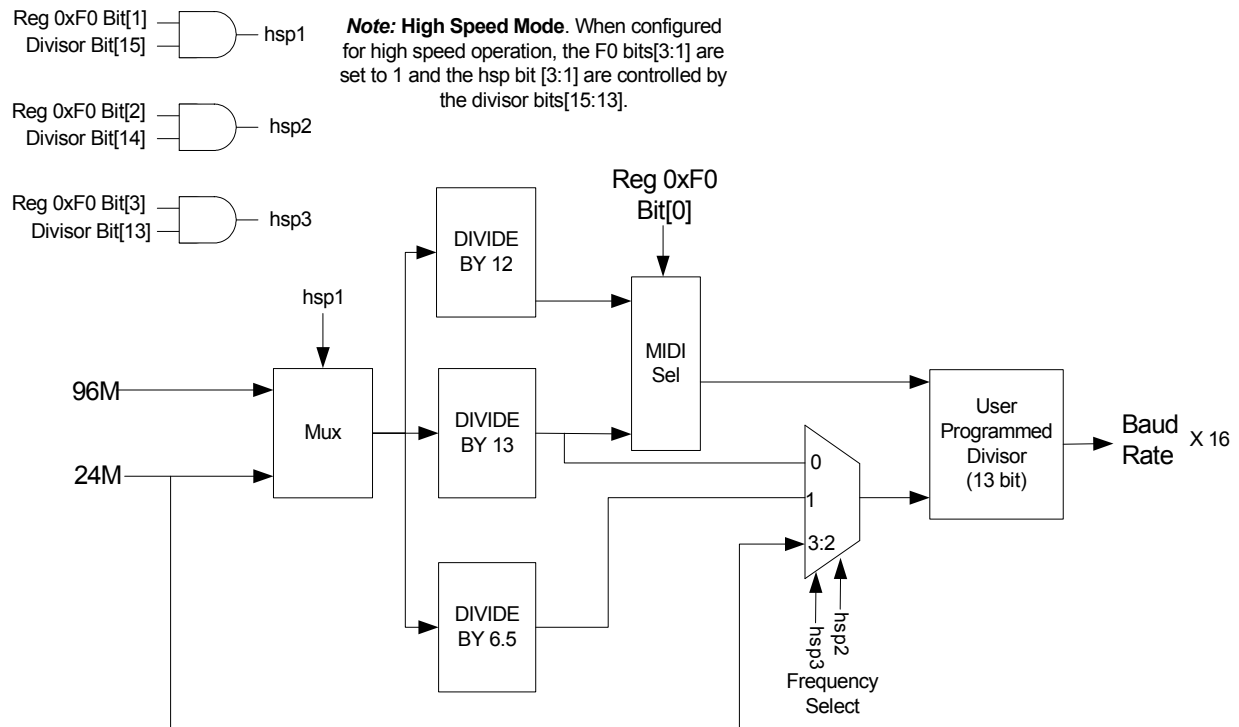 Reg 0xF0 Bit[1]
Divisor Bit[15]
hsp1
Note: High Speed Mode. When configured
for high speed operation, the F0 bits[3:1] are
set to 1 and the hsp bit [3:1] are controlled by
the divisor bits[15:13].
Reg 0xF0 Bit[2]
Divisor Bit[14]
hsp2
Reg 0xF0 Bit[3]
Divisor Bit[13]
hsp3
Reg 0xF0
Bit[0]
DIVIDE
BY 12
hsp1
MIDI
Sel
96M
24M
Mux
DIVIDE
BY 13
User
Programmed
Divisor
(13 bit)
Baud
Rate
X 16
0
1
3:2
DIVIDE
BY 6.5
hsp3
hsp2
Frequency
Select